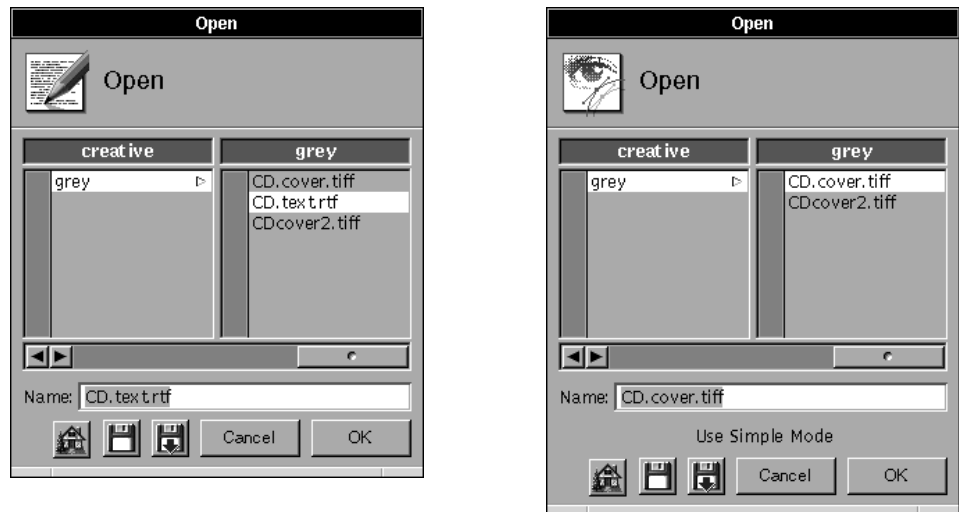 Open
Open
creative
grey
grey
CD.cover.tiff
CD.text.rtf
CDcover2.tiff
Name: CD.text.rtf
Cancel
OK
Open
Open
creative
grey
grey
CD.cover.tiff
CDcover2.tiff
Name: CD.cover.tiff
Use Simple Mode
Cancel
OK